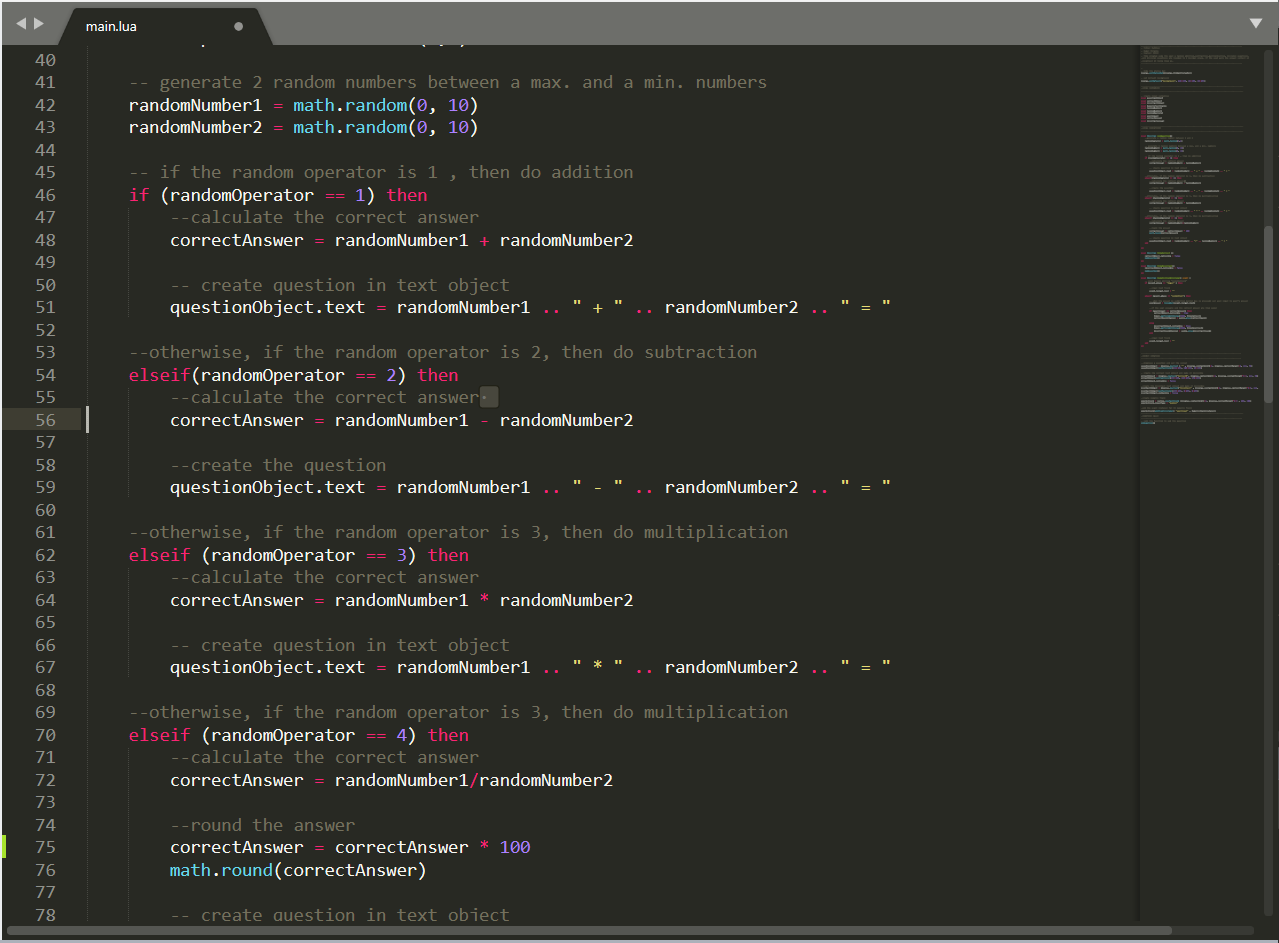 main.lua
40
41 -- generate 2 random numbers between a max. and a min. numbers
42 randomNumber1 = math.random(0, 10)
43 randomNumber2 = math.random(0, 10)
44
45 -- if the random operator is 1 , then do addition
46 if (randomOperator == 1) then
47 --calculate the correct answer
48 correctAnswer = randomNumber1 + randomNumber2
49
50 -- create question in text object
51 questionObject.text = randomNumber1 .. " + " .. randomNumber2 .. " = "
52
53 --otherwise, if the random operator is 2, then do subtraction
54 elseif(randomOperator == 2) then
55 --calculate the correct answer
56 correctAnswer = randomNumber1 - randomNumber2
57
58 --create the question
59 questionObject.text = randomNumber1 .. " - " .. randomNumber2 .. " = "
60
61 --otherwise, if the random operator is 3, then do multiplication
62 elseif (randomOperator == 3) then
63 --calculate the correct answer
64 correctAnswer = randomNumber1 * randomNumber2
65
66 -- create question in text object
67 questionObject.text = randomNumber1 .. " * " .. randomNumber2 .. " = "
68
69 --otherwise, if the random operator is 3, then do multiplication
70 elseif (randomOperator == 4) then
71 --calculate the correct answer
72 correctAnswer = randomNumber1/randomNumber2
73
74 --round the answer
75 correctAnswer = correctAnswer * 100
76 math.round(correctAnswer)
77
78 -- create question in text object